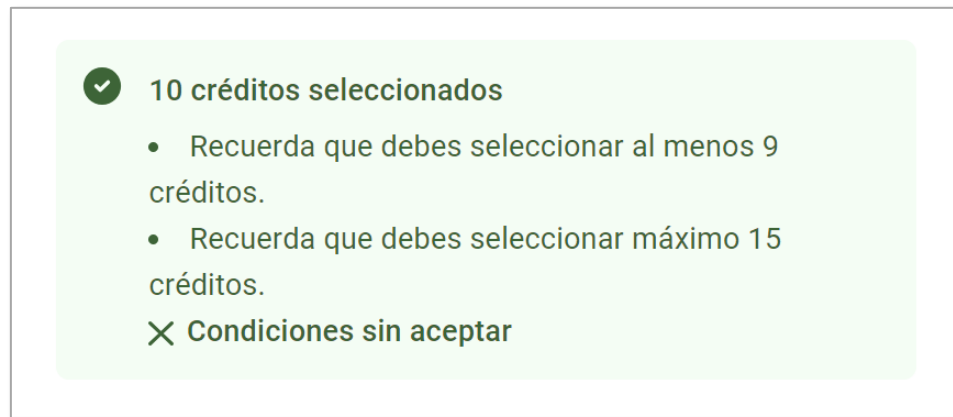 10 créditos seleccionados
• Recuerda que debes seleccionar al menos 9
créditos.
• Recuerda que debes seleccionar máximo 15
créditos.
Condiciones sin aceptar